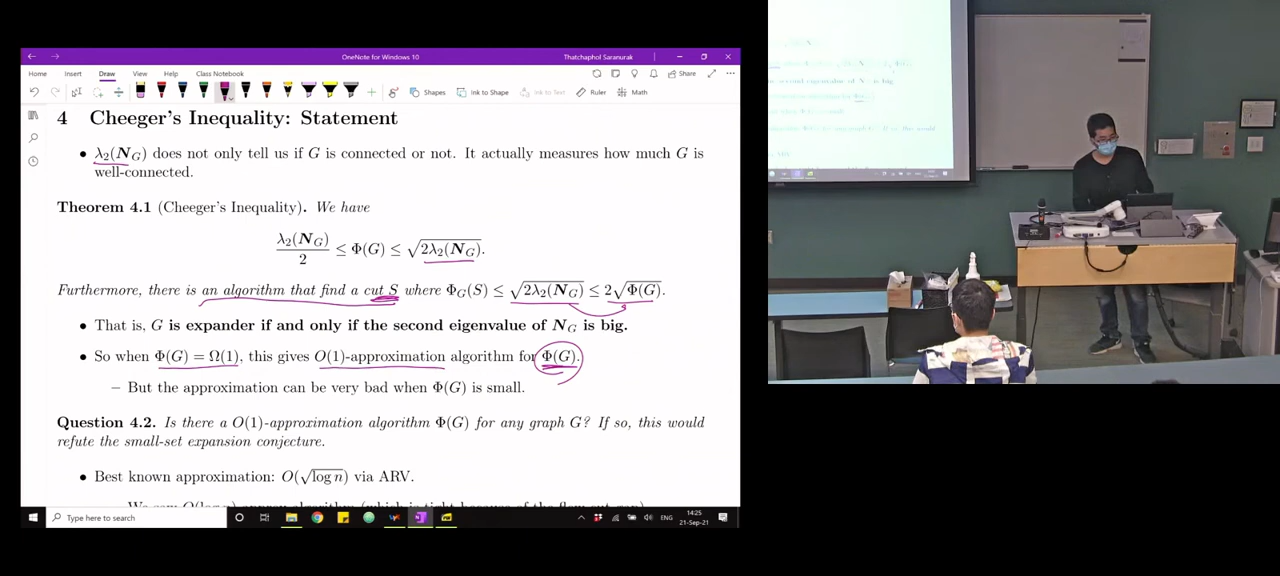 OneNote for Windows 10
Thatchaphol Saranurak
Home Insert Draw View Help Class Notebook
Share
Shapes Ink to Shape Ink to Text Ruler Math
4 Cheeger's Inequality: Statement
• λ₂(N_G) does not only tell us if G is connected or not. It actually measures how much G is
well-connected.
Theorem 4.1 (Cheeger's Inequality). We have
λ₂(N_G)/2 ≤ Φ(G) ≤ √(2λ₂(N_G)).
Furthermore, there is an algorithm that find a cut S where Φ_G(S) ≤ √(2λ₂(N_G)) ≤ 2√(Φ(G)).
• That is, G is expander if and only if the second eigenvalue of N_G is big.
• So when Φ(G) = Ω(1), this gives O(1)-approximation algorithm for Φ(G).
– But the approximation can be very bad when Φ(G) is small.
Question 4.2. Is there a O(1)-approximation algorithm Φ(G) for any graph G? If so, this would
refute the small-set expansion conjecture.
• Best known approximation: O(√(log n)) via ARV.
Type here to search
ENG
14:25
21-Sep-21